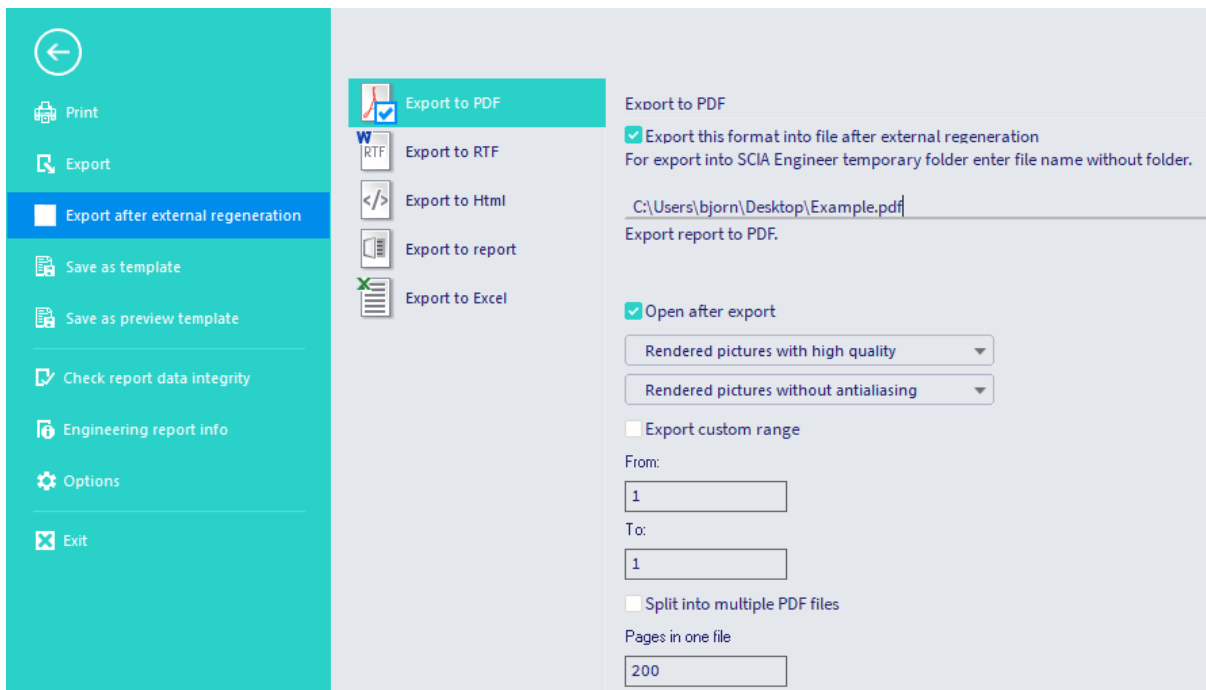 Print
Export
Export after external regeneration
Save as template
Save as preview template
Check report data integrity
Engineering report info
Options
Exit
Export to PDF
W
RTF
Export to RTF
</>
Export to Html
Export to report
X
Export to Excel
Export to PDF
Export this format into file after external regeneration
For export into SCIA Engineer temporary folder enter file name without folder.
C:\Users\bjorn\Desktop\Example.pdf
Export report to PDF.
Open after export
Rendered pictures with high quality
Rendered pictures without antialiasing
Export custom range
From:
1
To:
1
Split into multiple PDF files
Pages in one file
200